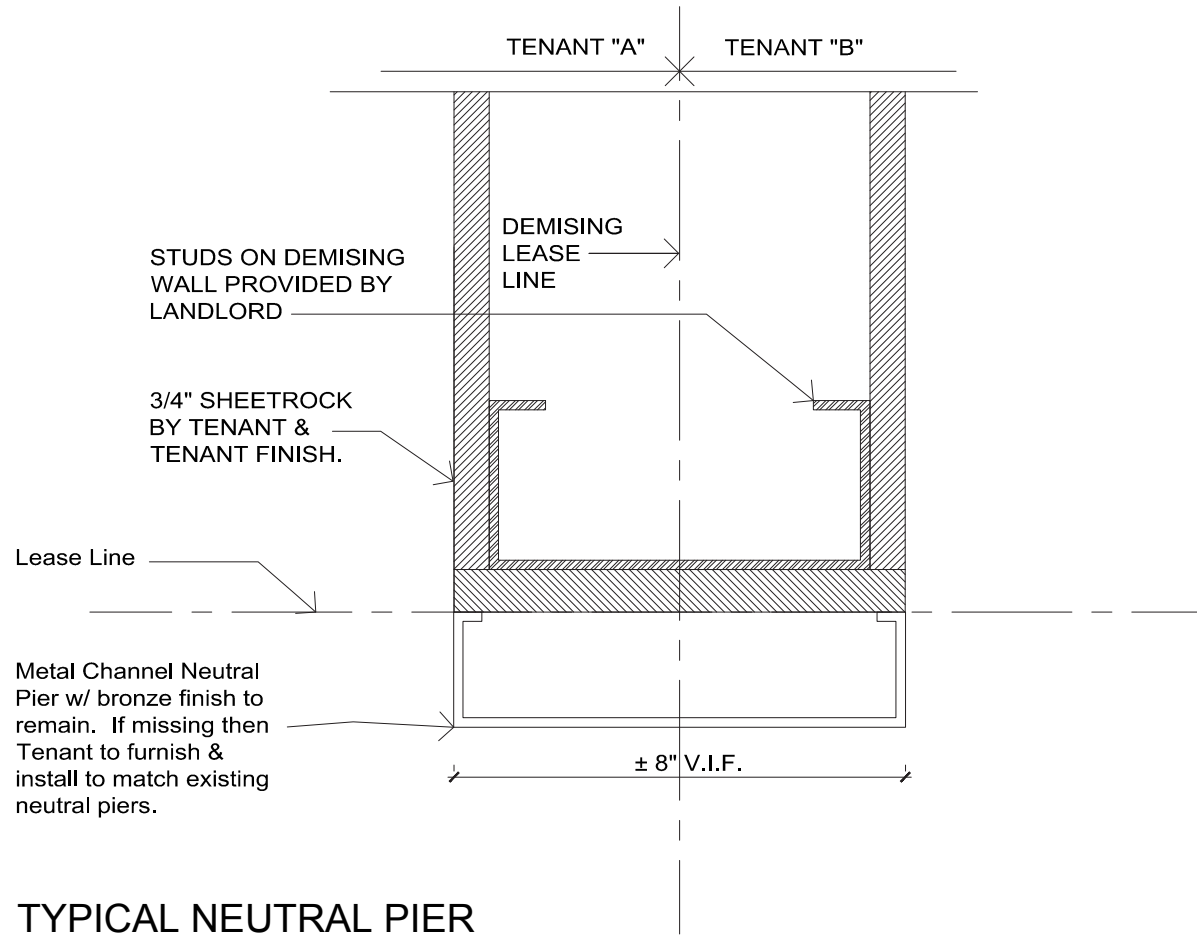 TENANT "A"
TENANT "B"
DEMISING
LEASE
LINE
STUDS ON DEMISING
WALL PROVIDED BY
LANDLORD
3/4" SHEETROCK
BY TENANT &
TENANT FINISH.
Lease Line
Metal Channel Neutral
Pier w/ bronze finish to
remain. If missing then
Tenant to furnish &
install to match existing
neutral piers.
± 8" V.I.F.
TYPICAL NEUTRAL PIER